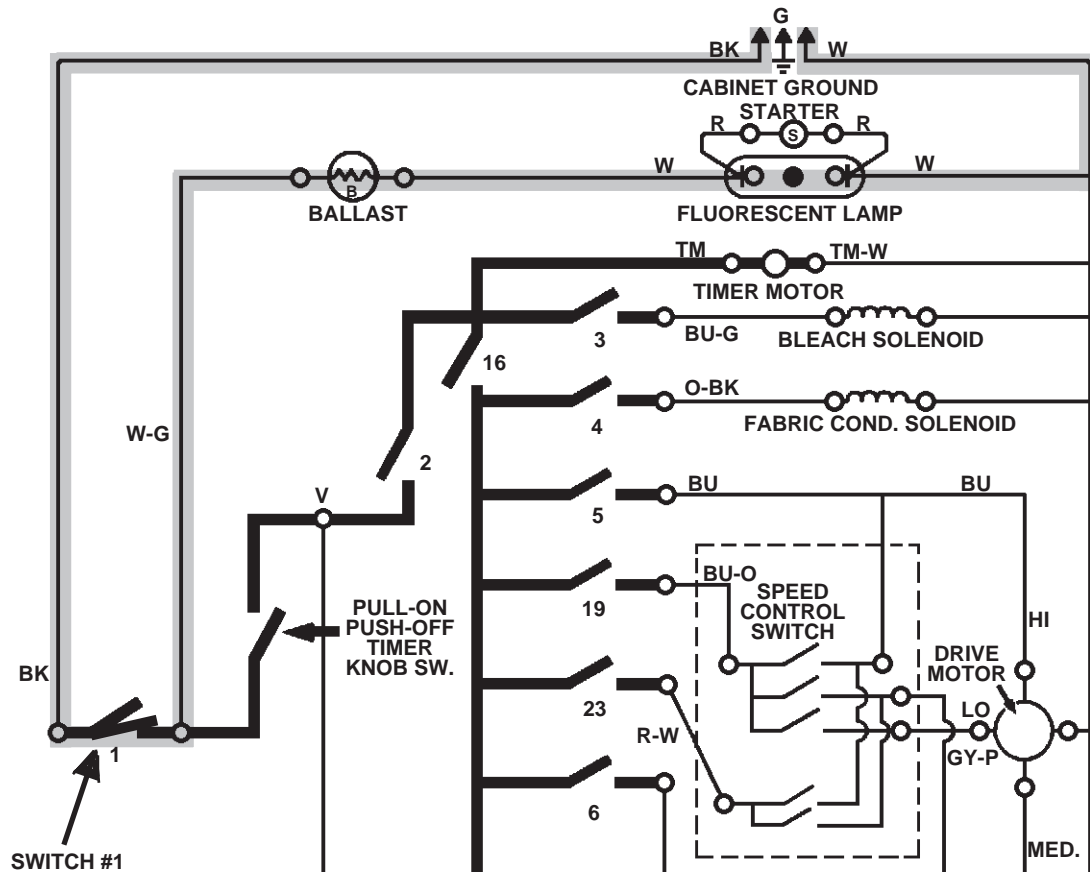 G
BK
W
CABINET GROUND
STARTER
R
S
R
W
W
B
BALLAST
FLUORESCENT LAMP
TM
TM-W
TIMER MOTOR
3
BU-G
BLEACH SOLENOID
16
O-BK
4
FABRIC COND. SOLENOID
W-G
2
V
BU
BU
5
BU-O
SPEED
CONTROL
SWITCH
19
PULL-ON
PUSH-OFF
TIMER
KNOB SW.
HI
DRIVE
MOTOR
BK
23
LO
R-W
GY-P
1
6
SWITCH #1
MED.